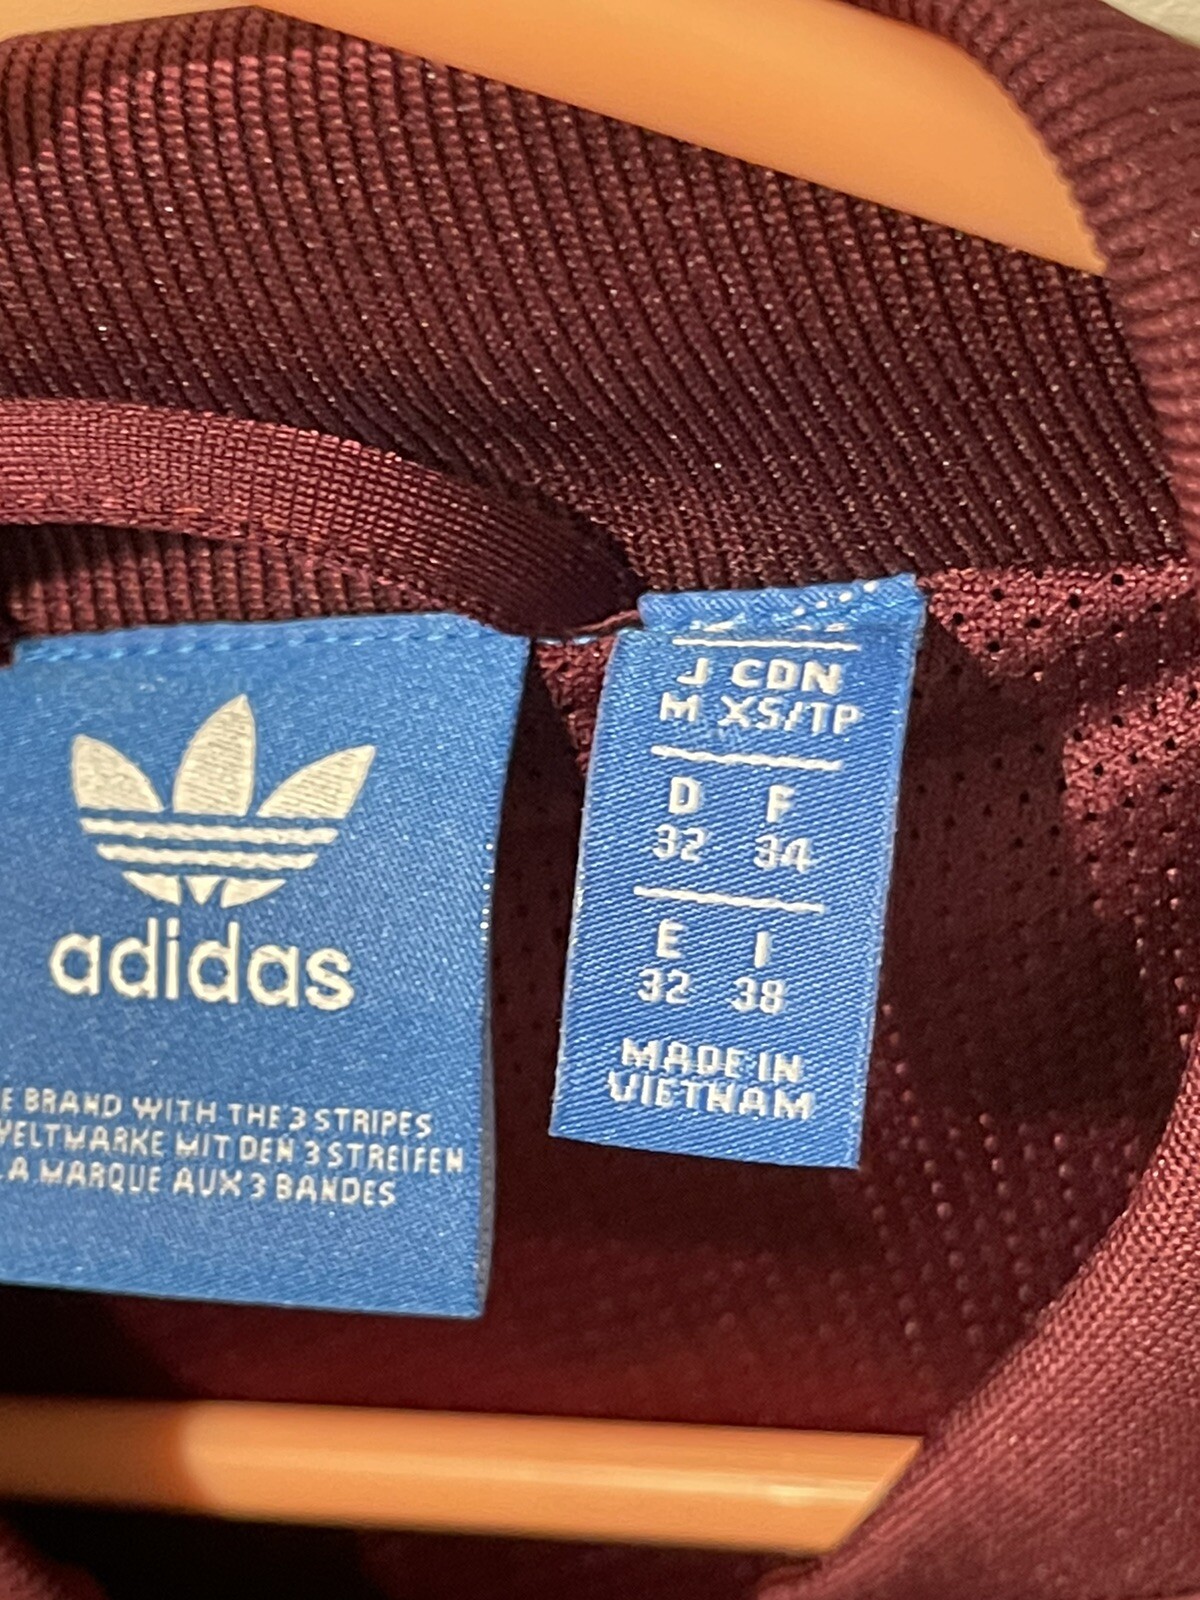 adidas
E BRAND WITH THE 3 STRIPES
WELTMARKE MIT DEN 3 STREIFEN
LA MARQUE AUX 3 BANDES
J CDN
M XS/TP
D F
32 34
E I
32 38
MADE IN
VIETNAM